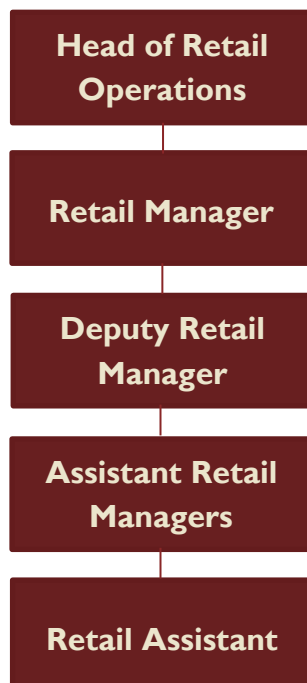 Head of Retail
Operations
Retail Manager
Deputy Retail
Manager
Assistant Retail
Managers
Retail Assistant